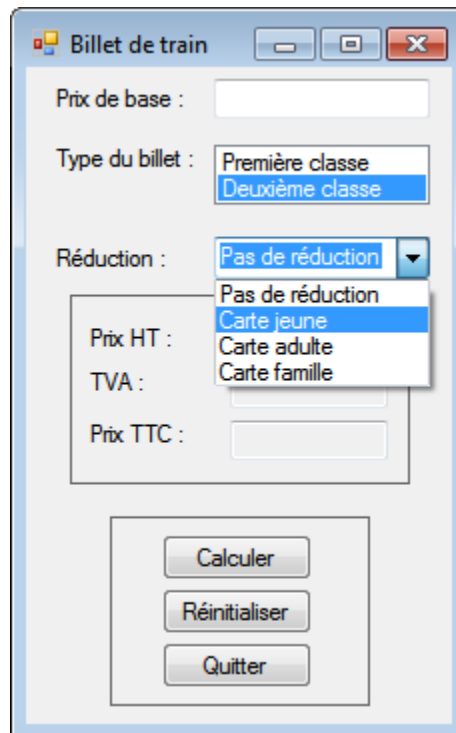 Billet de train
Prix de base :
Type du billet :
Première classe
Deuxième classe
Réduction :
Pas de réduction
Pas de réduction
Carte jeune
Carte adulte
Carte famille
Prix HT :
TVA :
Prix TTC :
Calculer
Réinitialiser
Quitter